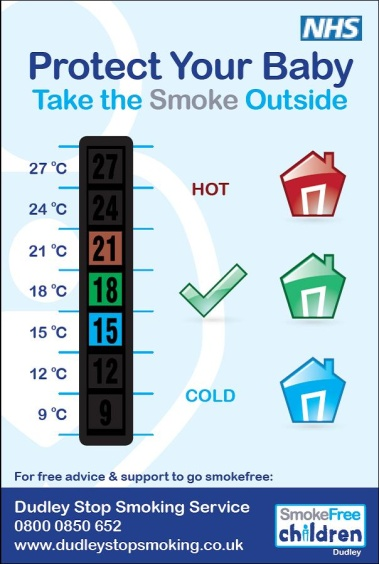 NHS
Protect Your Baby
Take the Smoke Outside
27 °C 27
24 °C 24
HOT
21 °C 21
18 °C 18
15 °C 15
12 °C 12
COLD
9 °C 9
For free advice & support to go smokefree:
Dudley Stop Smoking Service
0800 0850 652
www.dudleystopsmoking.co.uk
SmokeFree
children
Dudley